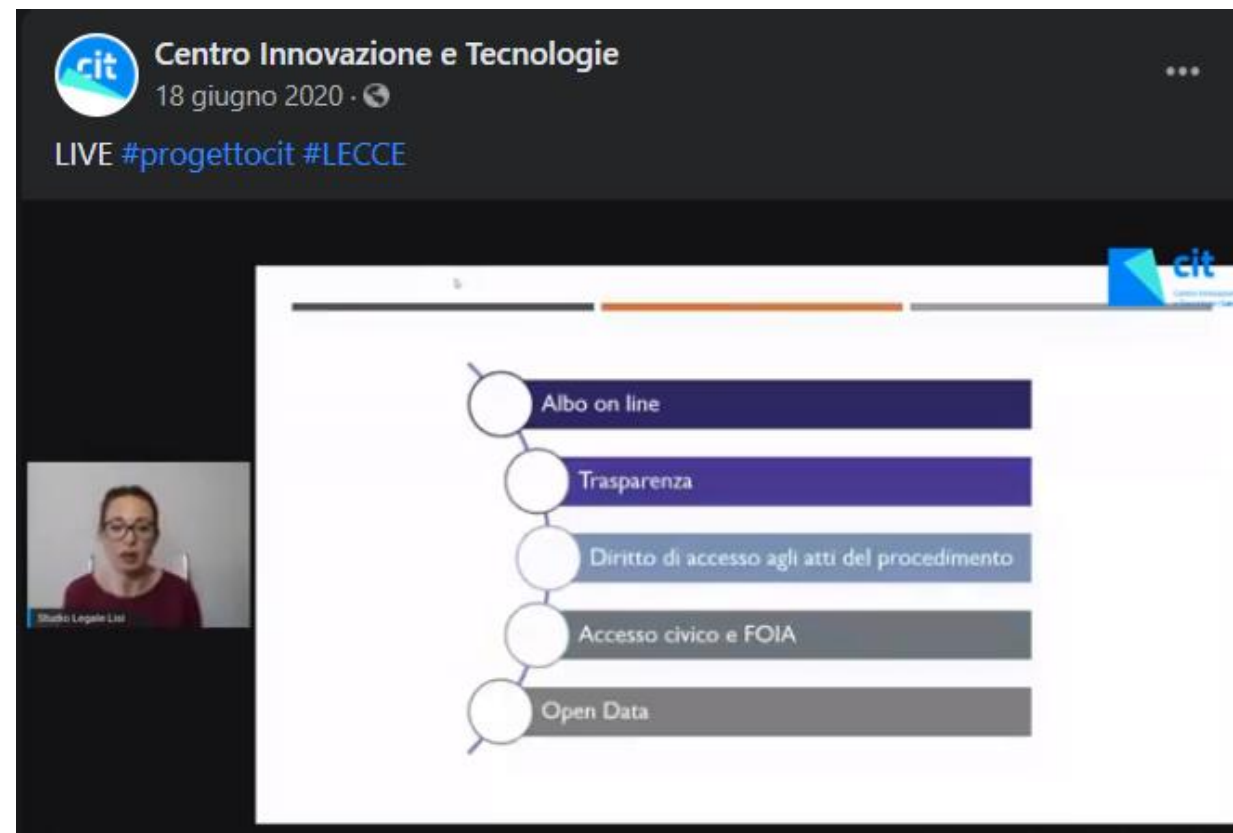 cit
Centro Innovazione e Tecnologie
18 giugno 2020 ·
LIVE #progettocit #LECCE
cit
Albo on line
Trasparenza
Diritto di accesso agli atti del procedimento
Accesso civico e FOIA
Open Data
Studio Legale Lisi